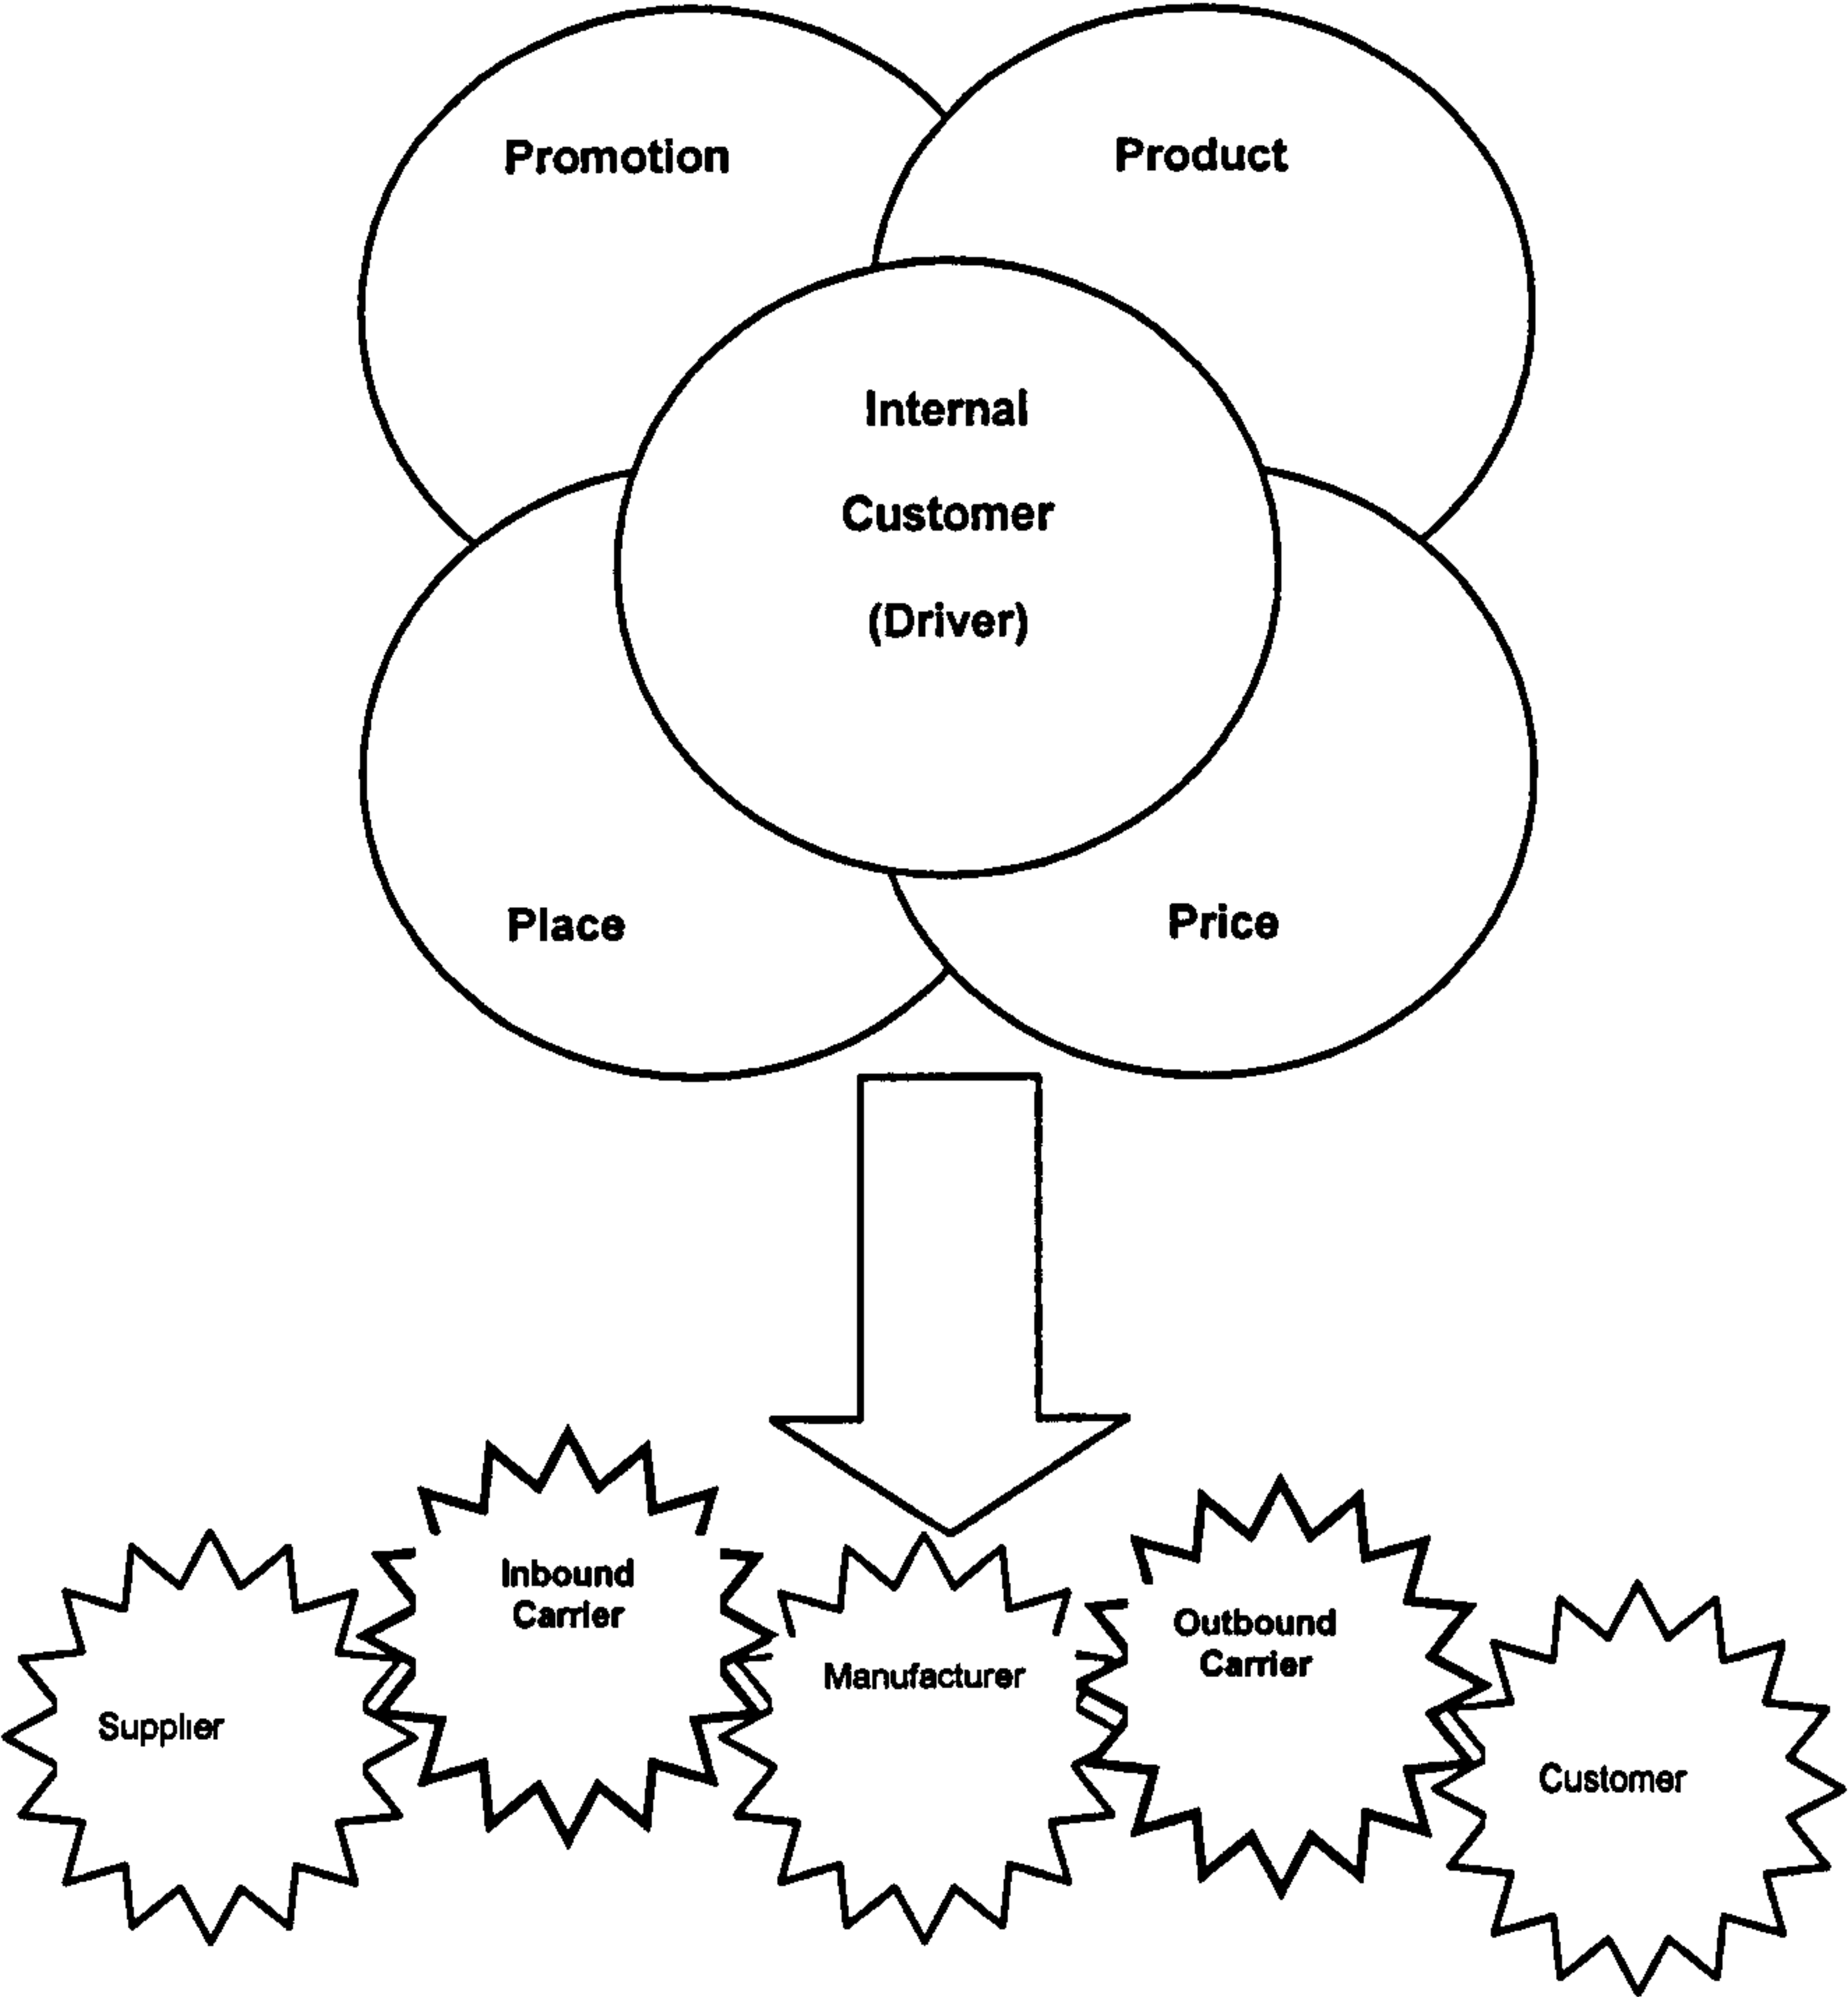 Promotion
Product
Internal
Customer
(Driver)
Place
Price
Inbound
Carrier
Outbound
Carrier
Manufacturer
Supplier
Customer